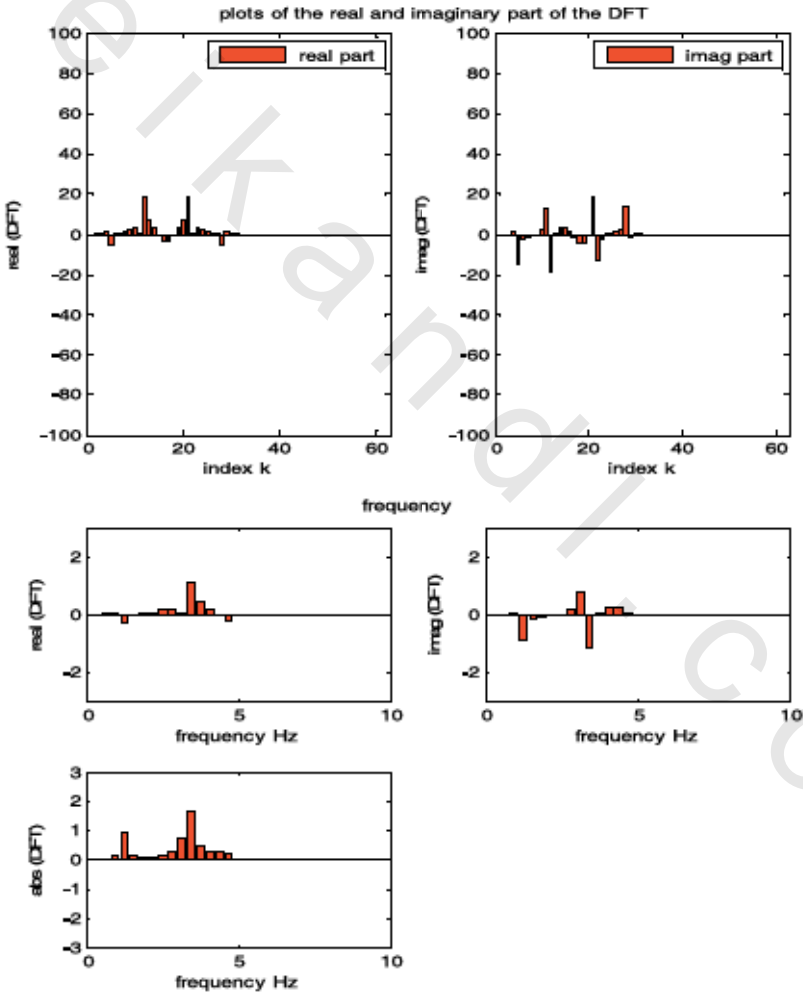 plots of the real and imaginary part of the DFT
100
80
60
40
20
0
−20
−40
−60
−80
−100
real (DFT)
real part
0 20 40 60
index k
100
80
60
40
20
0
−20
−40
−60
−80
−100
imag (DFT)
imag part
0 20 40 60
index k
frequency
2
0
−2
real (DFT)
0 5 10
frequency Hz
2
0
−2
imag (DFT)
0 5 10
frequency Hz
3
2
1
0
−1
−2
−3
abs (DFT)
0 5 10
frequency Hz
eikandl.co